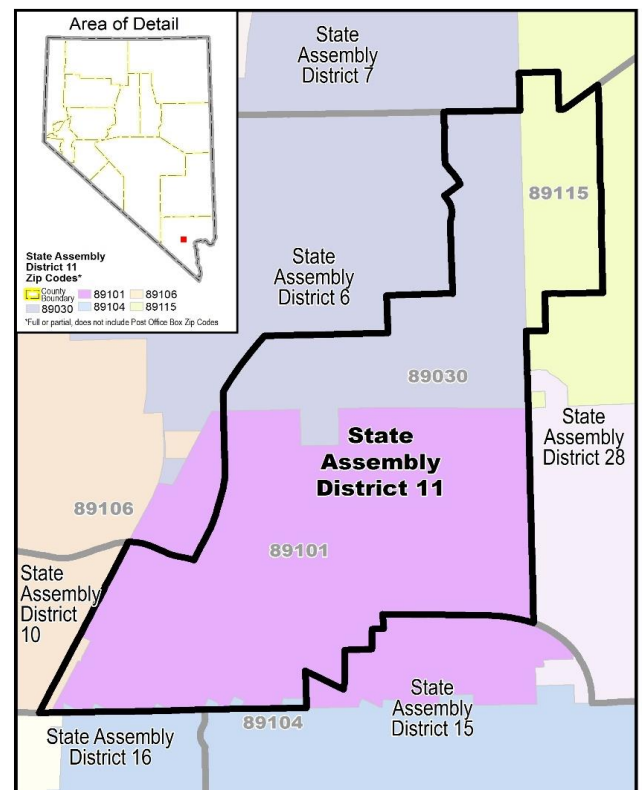 Area of Detail
State Assembly
District 11
Zip Codes*
County
Boundary
89101
89106
89030
89104
89115
*Full or partial, does not include Post Office Box Zip Codes
State
Assembly
District 7
89115
State
Assembly
District 6
89030
State
Assembly
District 28
State
Assembly
District 11
89106
89101
State
Assembly
District
10
State
Assembly
District 15
89104
State Assembly
District 16